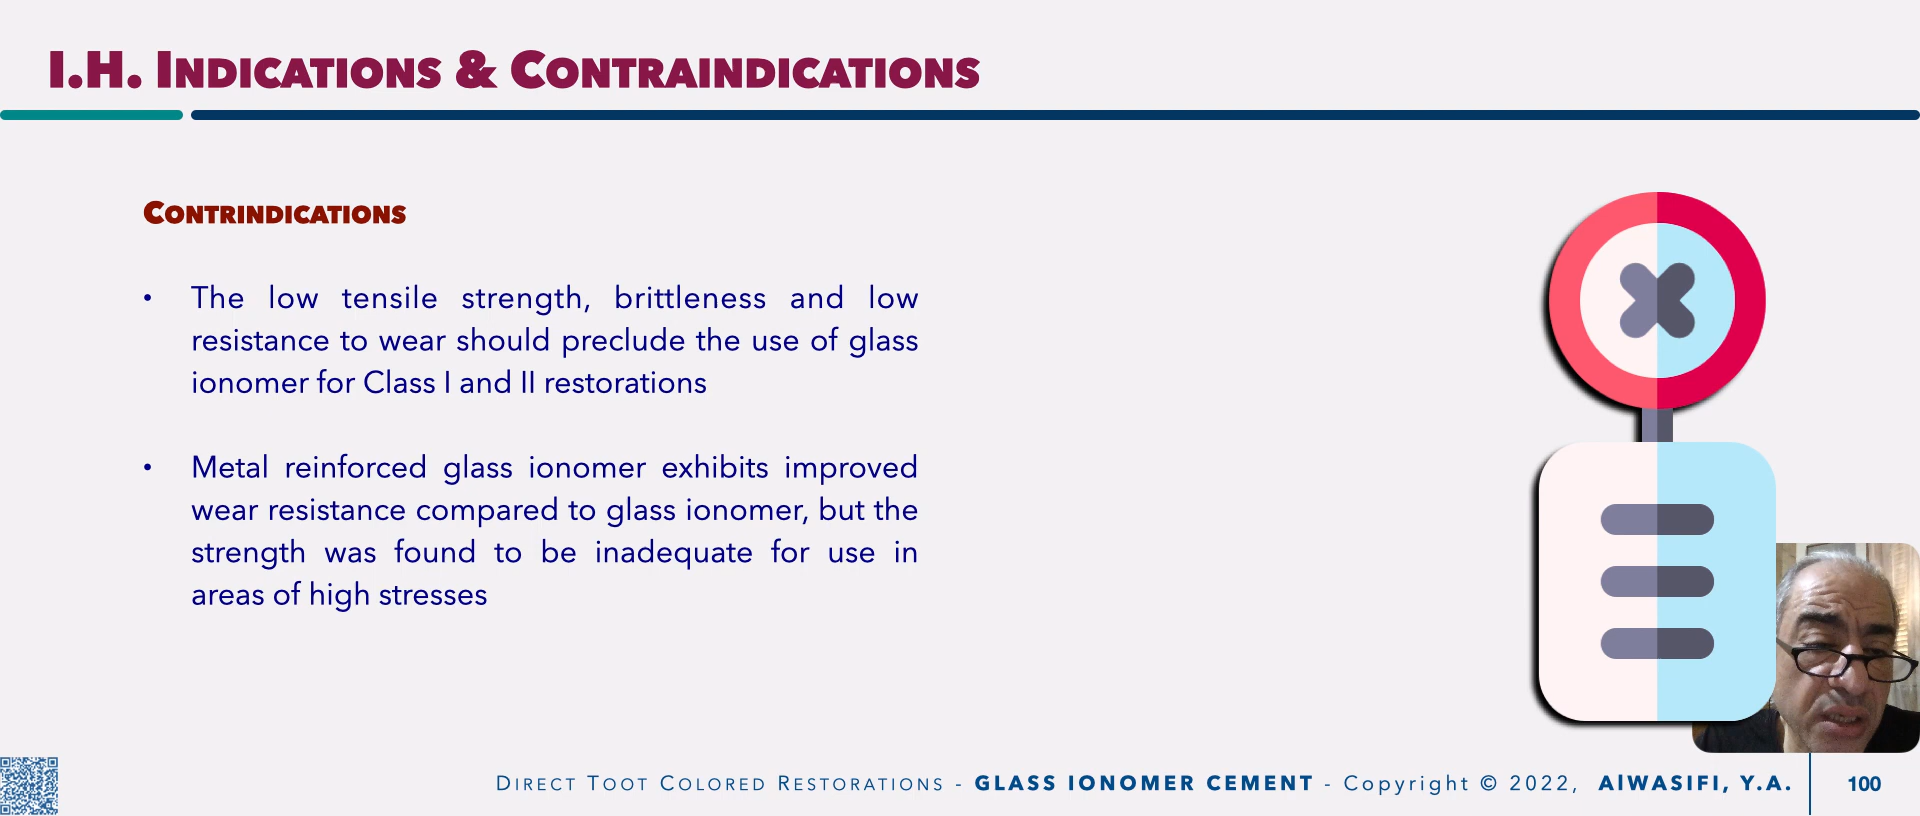 I.H. INDICATIONS & CONTRAINDICATIONS
CONTRINDICATIONS
• The low tensile strength, brittleness and low
resistance to wear should preclude the use of glass
ionomer for Class I and II restorations
• Metal reinforced glass ionomer exhibits improved
wear resistance compared to glass ionomer, but the
strength was found to be inadequate for use in
areas of high stresses
DIRECT TOOT COLORED RESTORATIONS - GLASS IONOMER CEMENT - Copyright © 2022, AlWASIFI, Y.A. 100